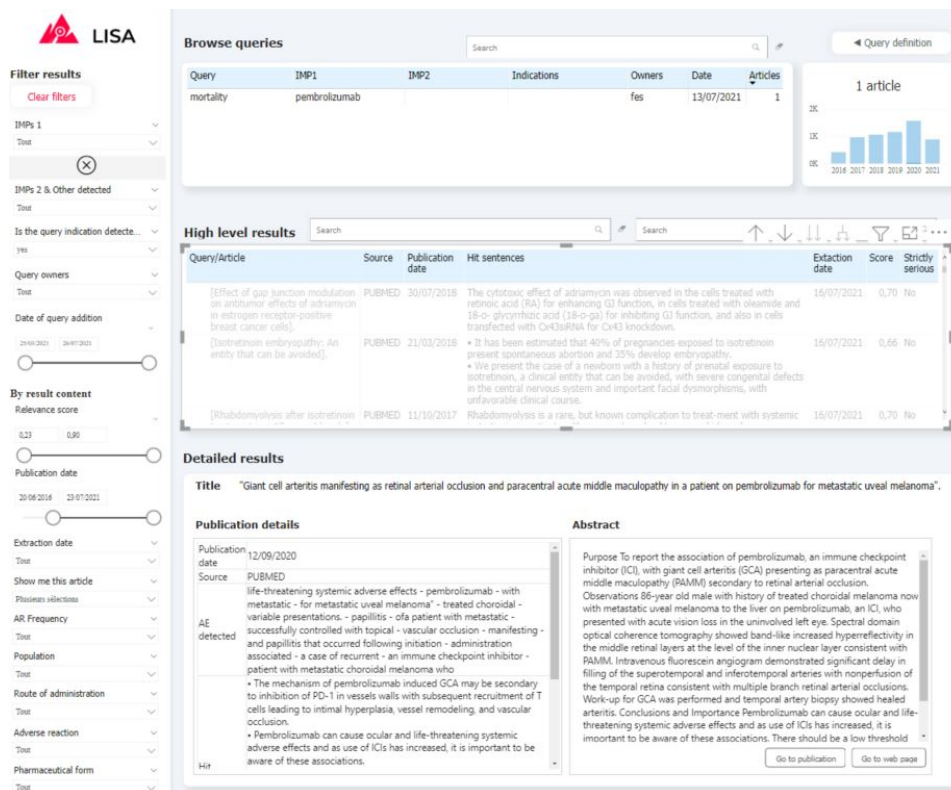 LISA
Filter results
Clear filters
IMPs 1
Tout
IMPs 2 & Other detected
Tout
Is the query indication detecte...
yes
Query owners
Tout
Date of query addition
26/07/2021
By result content
Relevance score
0,23 0,90
Publication date
20/06/2016 23/07/2021
Extraction date
Tout
Show me this article
Plusieurs sélections
AR Frequency
Tout
Population
Tout
Route of administration
Tout
Adverse reaction
Tout
Pharmaceutical form
Tout
Browse queries
Search
◄ Query definition
Query IMP1 IMP2 Indications Owners Date Articles
mortality pembrolizumab fes 13/07/2021 1
1 article
2K
1K
0K
2016 2017 2018 2019 2020 2021
High level results
Search
Search
Query/Article Source Publication date Hit sentences Extaction date Score Strictly serious
[Effect of gap junction modulation on antitumor effects of adriamycin in estrogen receptor-positive breast cancer cells]. PUBMED 30/07/2018 The cytotoxic effect of adriamycin was observed in the cells treated with
retinoic acid (RA) for enhancing GJ function, in cells treated with oleamide and
18-α- glycyrrhizic acid (18-α-ga) for inhibiting GJ function, and also in cells
transfected with Cx43siRNA for Cx43 knockdown. 16/07/2021 0,70 No
[Isotretinoin embryopathy: An entity that can be avoided]. PUBMED 21/03/2018 • It has been estimated that 40% of pregnancies exposed to isotretinoin
present spontaneous abortion and 35% develop embryopathy.
• We present the case of a newborn with a history of prenatal exposure to
isotretinoin, a clinical entity that can be avoided, with severe congenital defects
in the central nervous system and important facial dysmorphisms, with
unfavorable clinical course. 16/07/2021 0,66 No
[Rhabdomyolysis after isotretinoin PUBMED 11/10/2017 Rhabdomyolysis is a rare, but known complication to treat-ment with systemic 16/07/2021 0,70 No
Detailed results
Title "Giant cell arteritis manifesting as retinal arterial occlusion and paracentral acute middle maculopathy in a patient on pembrolizumab for metastatic uveal melanoma".
Publication details
Publication date 12/09/2020
Source PUBMED
AE detected life-threatening systemic adverse effects - pembrolizumab - with
metastatic - for metastatic uveal melanoma" - treated choroidal -
variable presentations. - papillitis - ofa patient with metastatic -
successfully controlled with topical - vascular occlusion - manifesting -
and papillitis that occurred following initiation - administration
associated - a case of recurrent - an immune checkpoint inhibitor -
patient with metastatic choroidal melanoma who
• The mechanism of pembrolizumab induced GCA may be secondary
to inhibition of PD-1 in vessels walls with subsequent recruitment of T
cells leading to intimal hyperplasia, vessel remodeling, and vascular
occlusion.
• Pembrolizumab can cause ocular and life-threatening systemic
adverse effects and as use of ICIs has increased, it is important to be
aware of these associations.
Hit
Abstract
Purpose To report the association of pembrolizumab, an immune checkpoint
inhibitor (ICI), with giant cell arteritis (GCA) presenting as paracentral acute
middle maculopathy (PAMM) secondary to retinal arterial occlusion.
Observations 86-year old male with history of treated choroidal melanoma now
with metastatic uveal melanoma to the liver on pembrolizumab, an ICI, who
presented with acute vision loss in the uninvolved left eye. Spectral domain
optical coherence tomography showed band-like increased hyperreflectivity in
the middle retinal layers at the level of the inner nuclear layer consistent with
PAMM. Intravenous fluorescein angiogram demonstrated significant delay in
filling of the superotemporal and inferotemporal arteries with nonperfusion of
the temporal retina consistent with multiple branch retinal arterial occlusions.
Work-up for GCA was performed and temporal artery biopsy showed healed
arteritis. Conclusions and Importance Pembrolizumab can cause ocular and life-
threatening systemic adverse effects and as use of ICIs has increased, it is
important to be aware of these associations. There should be a low threshold
Go to publication
Go to web page